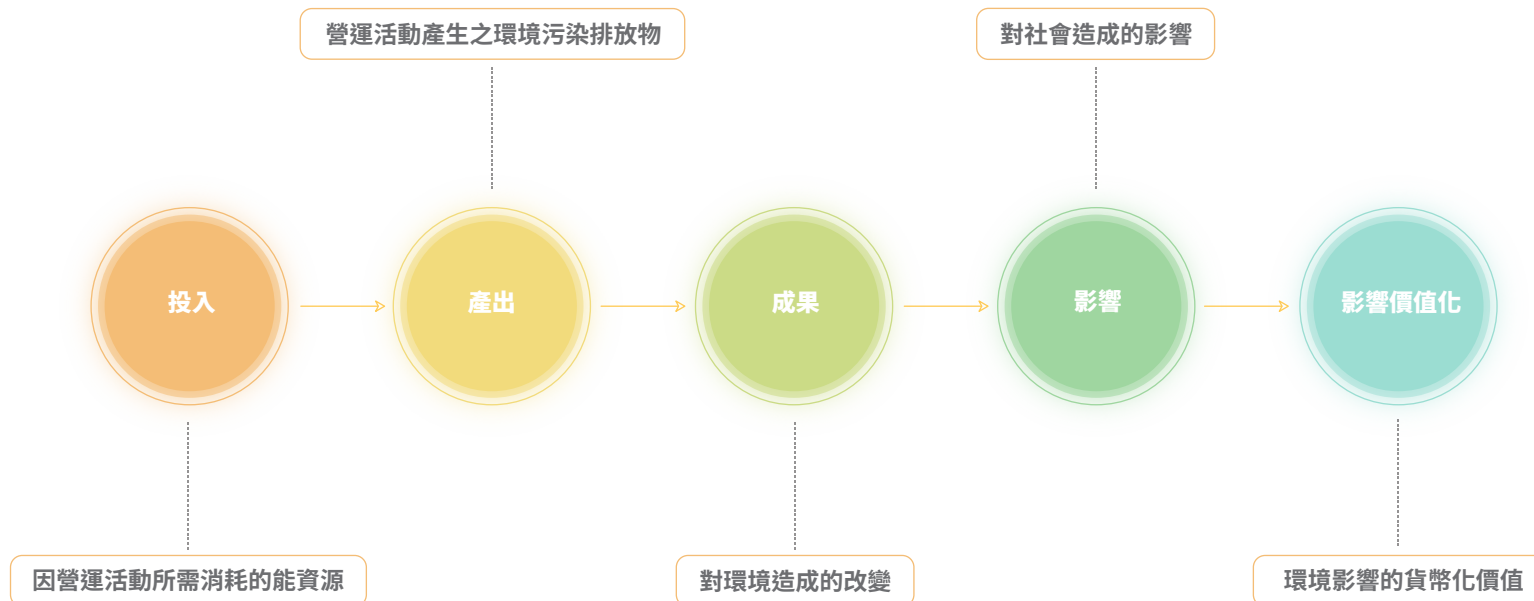 營運活動產生之環境污染排放物
對社會造成的影響
投入
產出
成果
影響
影響價值化
因營運活動所需消耗的能資源
對環境造成的改變
環境影響的貨幣化價值